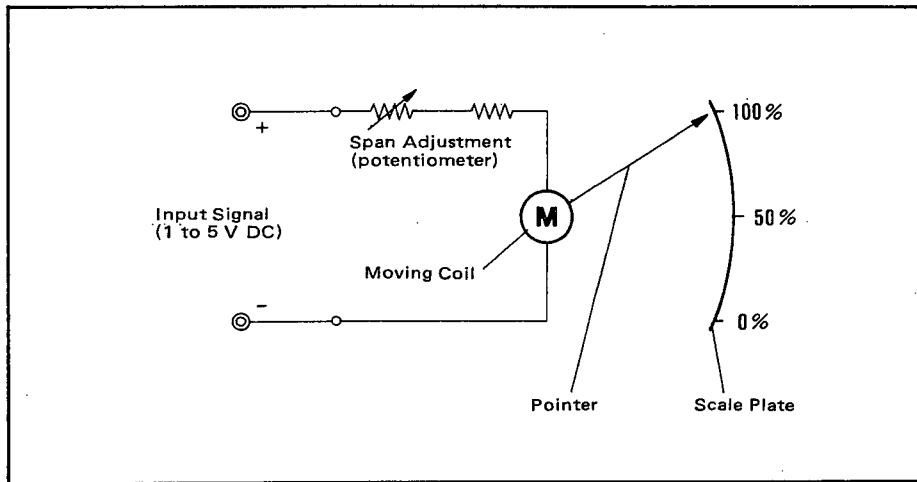 +
100%
Span Adjustment
(potentiometer)
Input Signal
(1 to 5 V DC)
M
50%
Moving Coil
−
0%
Pointer
Scale Plate